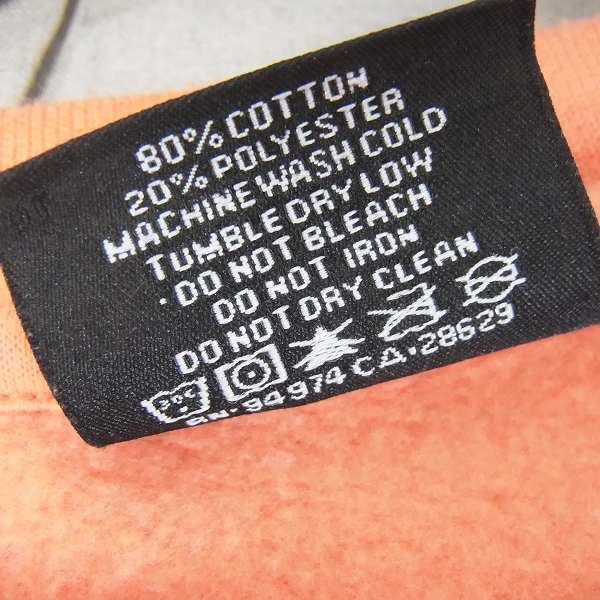 80% COTTON
20% POLYESTER
MACHINE WASH COLD
TUMBLE DRY LOW
·DO NOT BLEACH
DO NOT IRON
DO NOT DRY CLEAN
30C
RN·94974 CA·28629